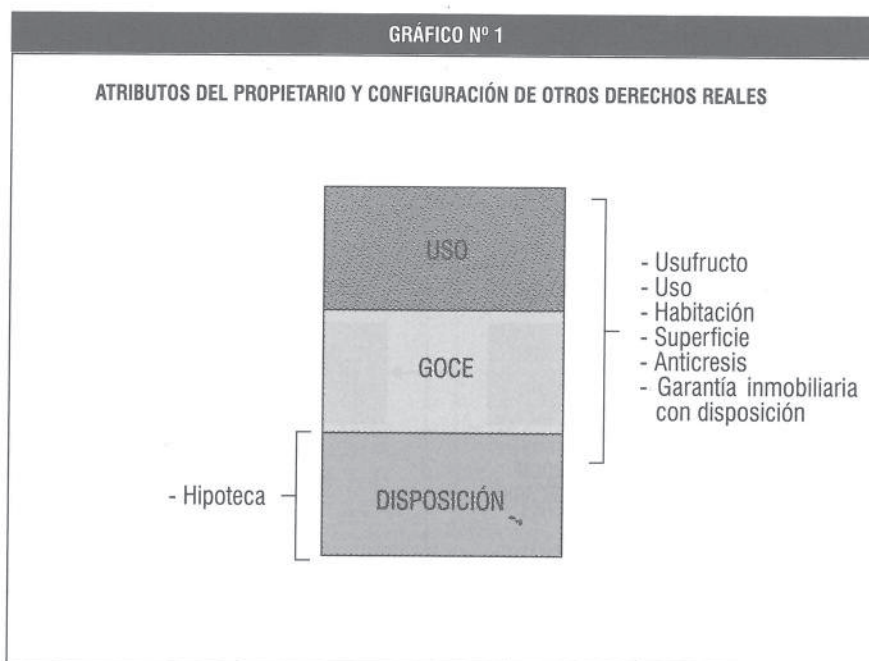 GRÁFICO Nº 1
ATRIBUTOS DEL PROPIETARIO Y CONFIGURACIÓN DE OTROS DERECHOS REALES
USO
GOCE
DISPOSICIÓN
- Usufructo
- Uso
- Habitación
- Superficie
- Anticresis
- Garantía inmobiliaria
con disposición
- Hipoteca